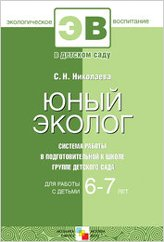 экологическое
воспитание
ЭВ
в детском саду
С. Н. Николаева
ЮНЫЙ
ЭКОЛОГ
СИСТЕМА РАБОТЫ
В ПОДГОТОВИТЕЛЬНОЙ К ШКОЛЕ
ГРУППЕ ДЕТСКОГО САДА
ДЛЯ РАБОТЫ
С ДЕТЬМИ
6-7
ЛЕТ